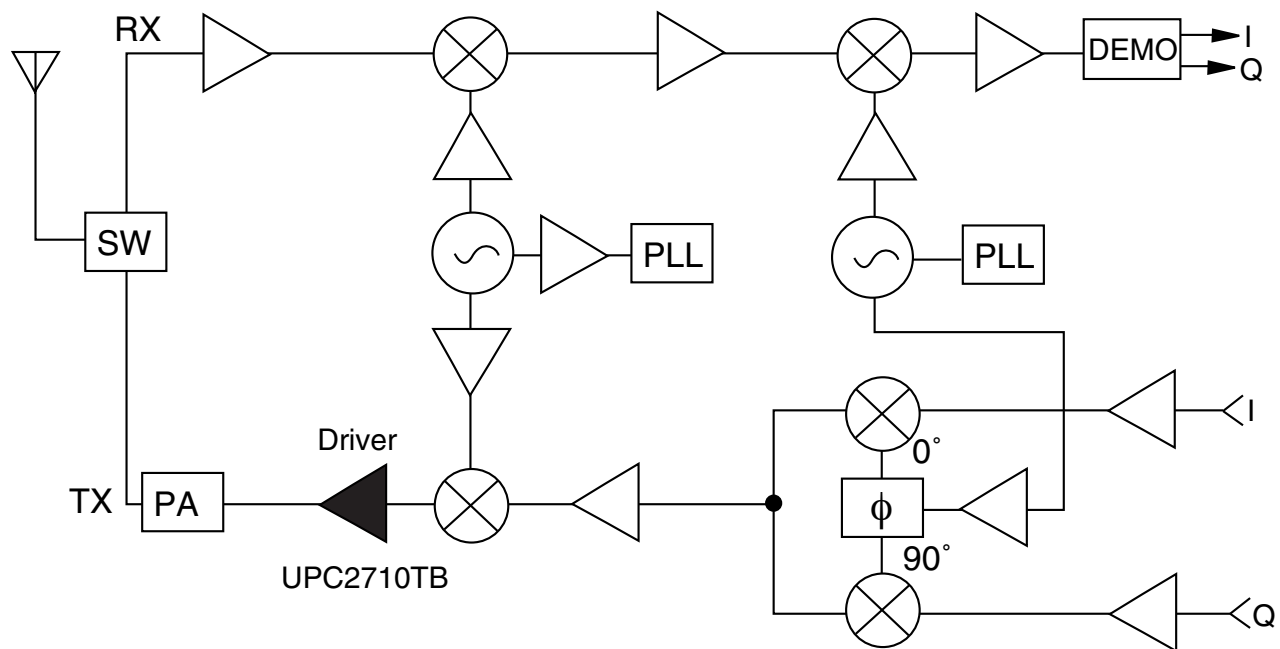 RX
DEMO
I
Q
SW
PLL
PLL
Driver
I
0°
TX
PA
ϕ
90°
UPC2710TB
Q